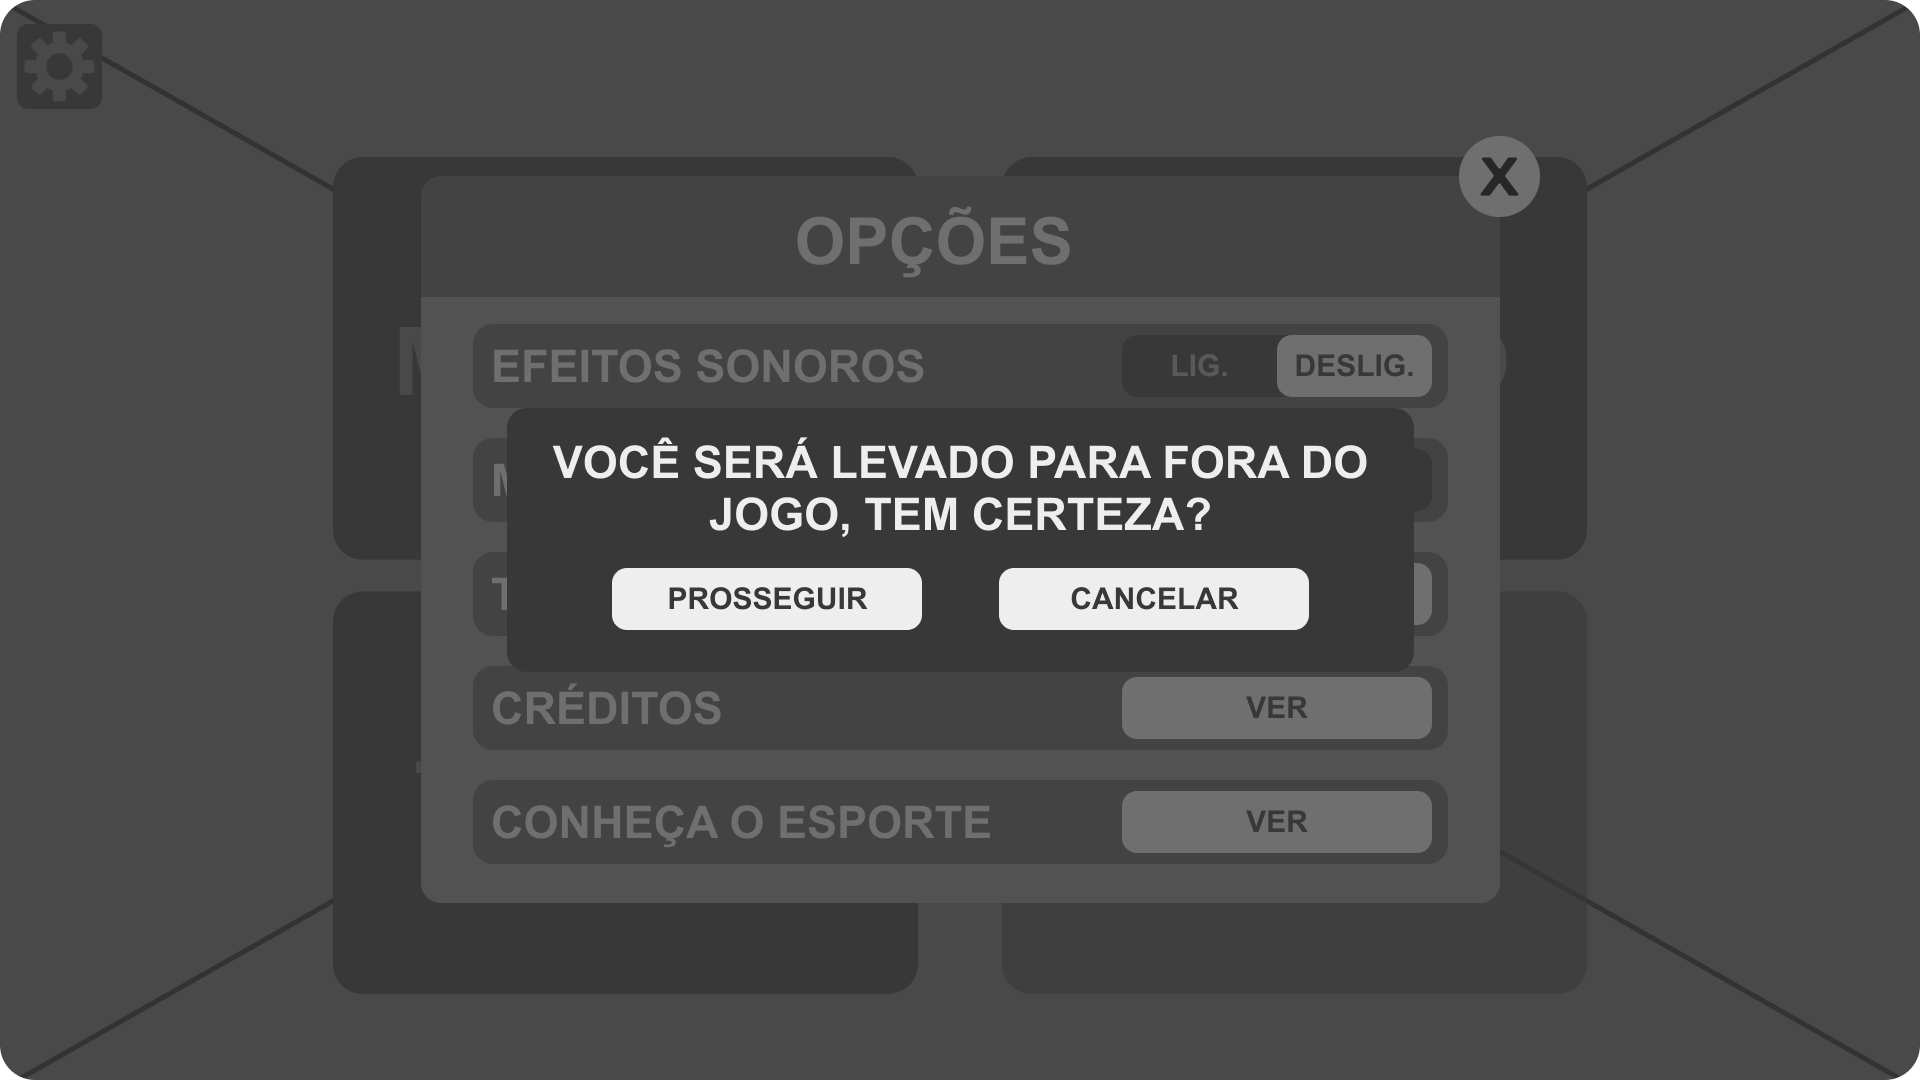 X
OPÇÕES
EFEITOS SONOROS
LIG.
DESLIG.
VOCÊ SERÁ LEVADO PARA FORA DO
JOGO, TEM CERTEZA?
PROSSEGUIR
CANCELAR
CRÉDITOS
VER
CONHEÇA O ESPORTE
VER